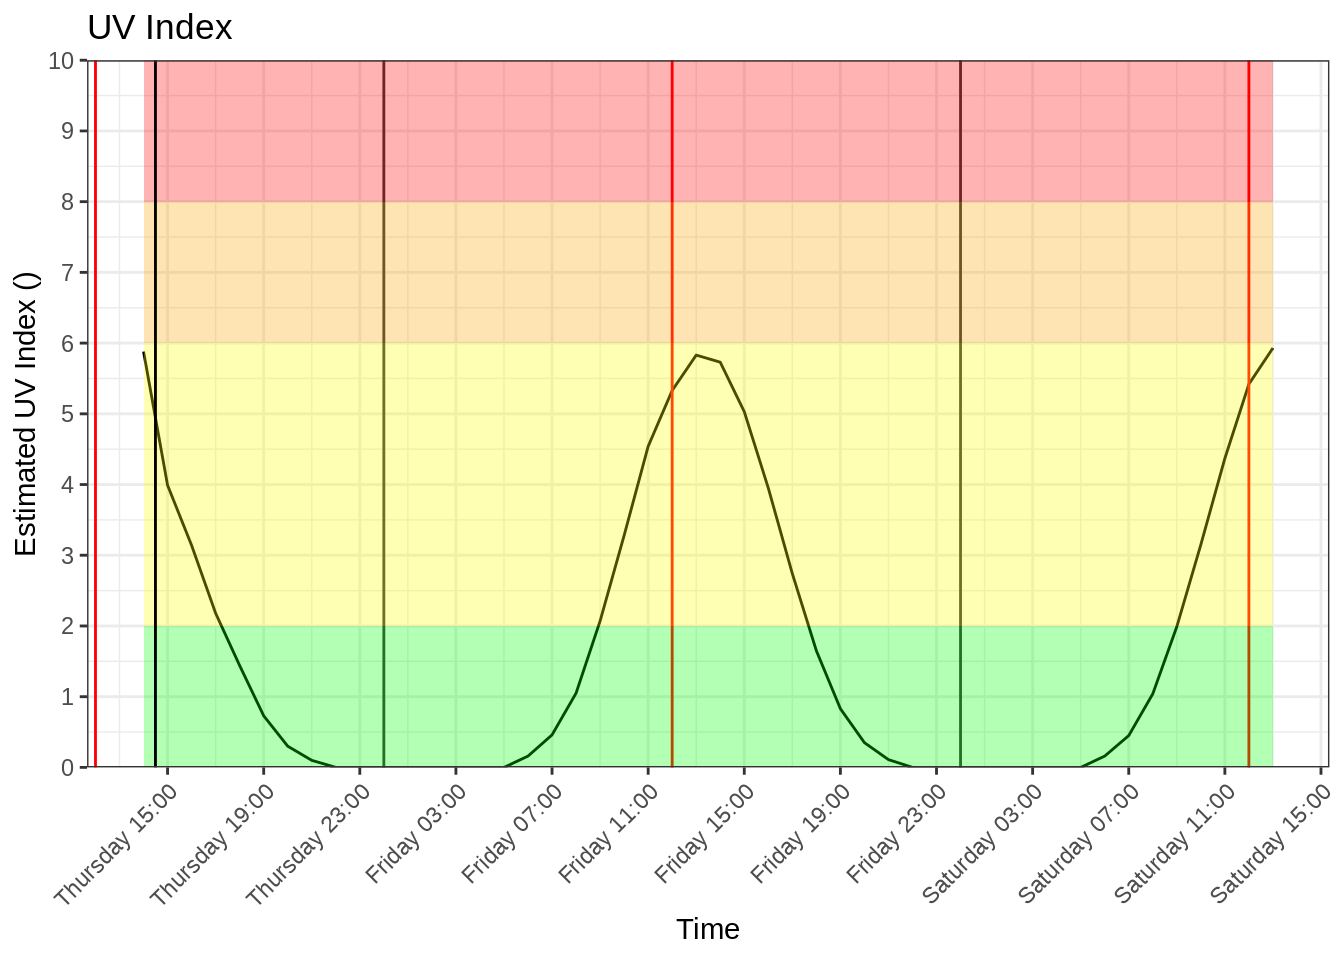 UV Index
Estimated UV Index ()
10
9
8
7
6
5
4
3
2
1
0
Thursday 15:00
Thursday 19:00
Thursday 23:00
Friday 03:00
Friday 07:00
Friday 11:00
Friday 15:00
Friday 19:00
Friday 23:00
Saturday 03:00
Saturday 07:00
Saturday 11:00
Saturday 15:00
Time